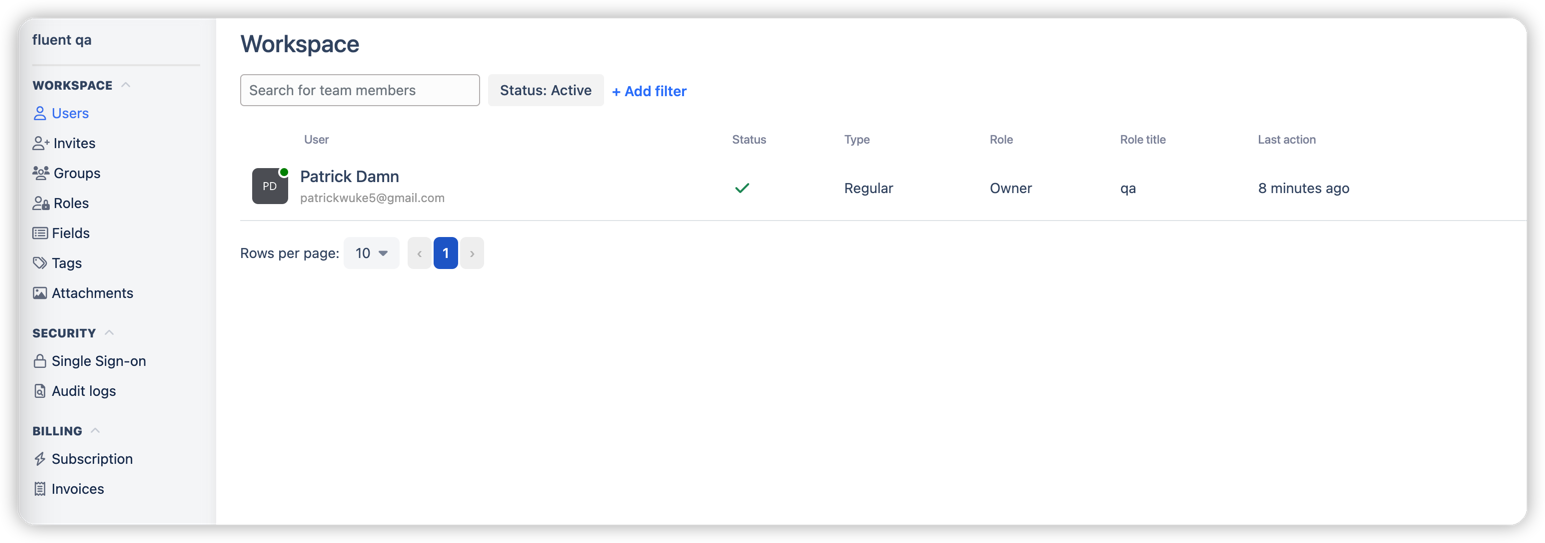 fluent qa
WORKSPACE
Users
Invites
Groups
Roles
Fields
Tags
Attachments
SECURITY
Single Sign-on
Audit logs
BILLING
Subscription
Invoices
Workspace
Search for team members
Status: Active
+ Add filter
User Status Type Role Role title Last action
PD Patrick Damn Regular Owner qa 8 minutes ago
patrickwuke5@gmail.com
Rows per page: 10 ‹ 1 ›